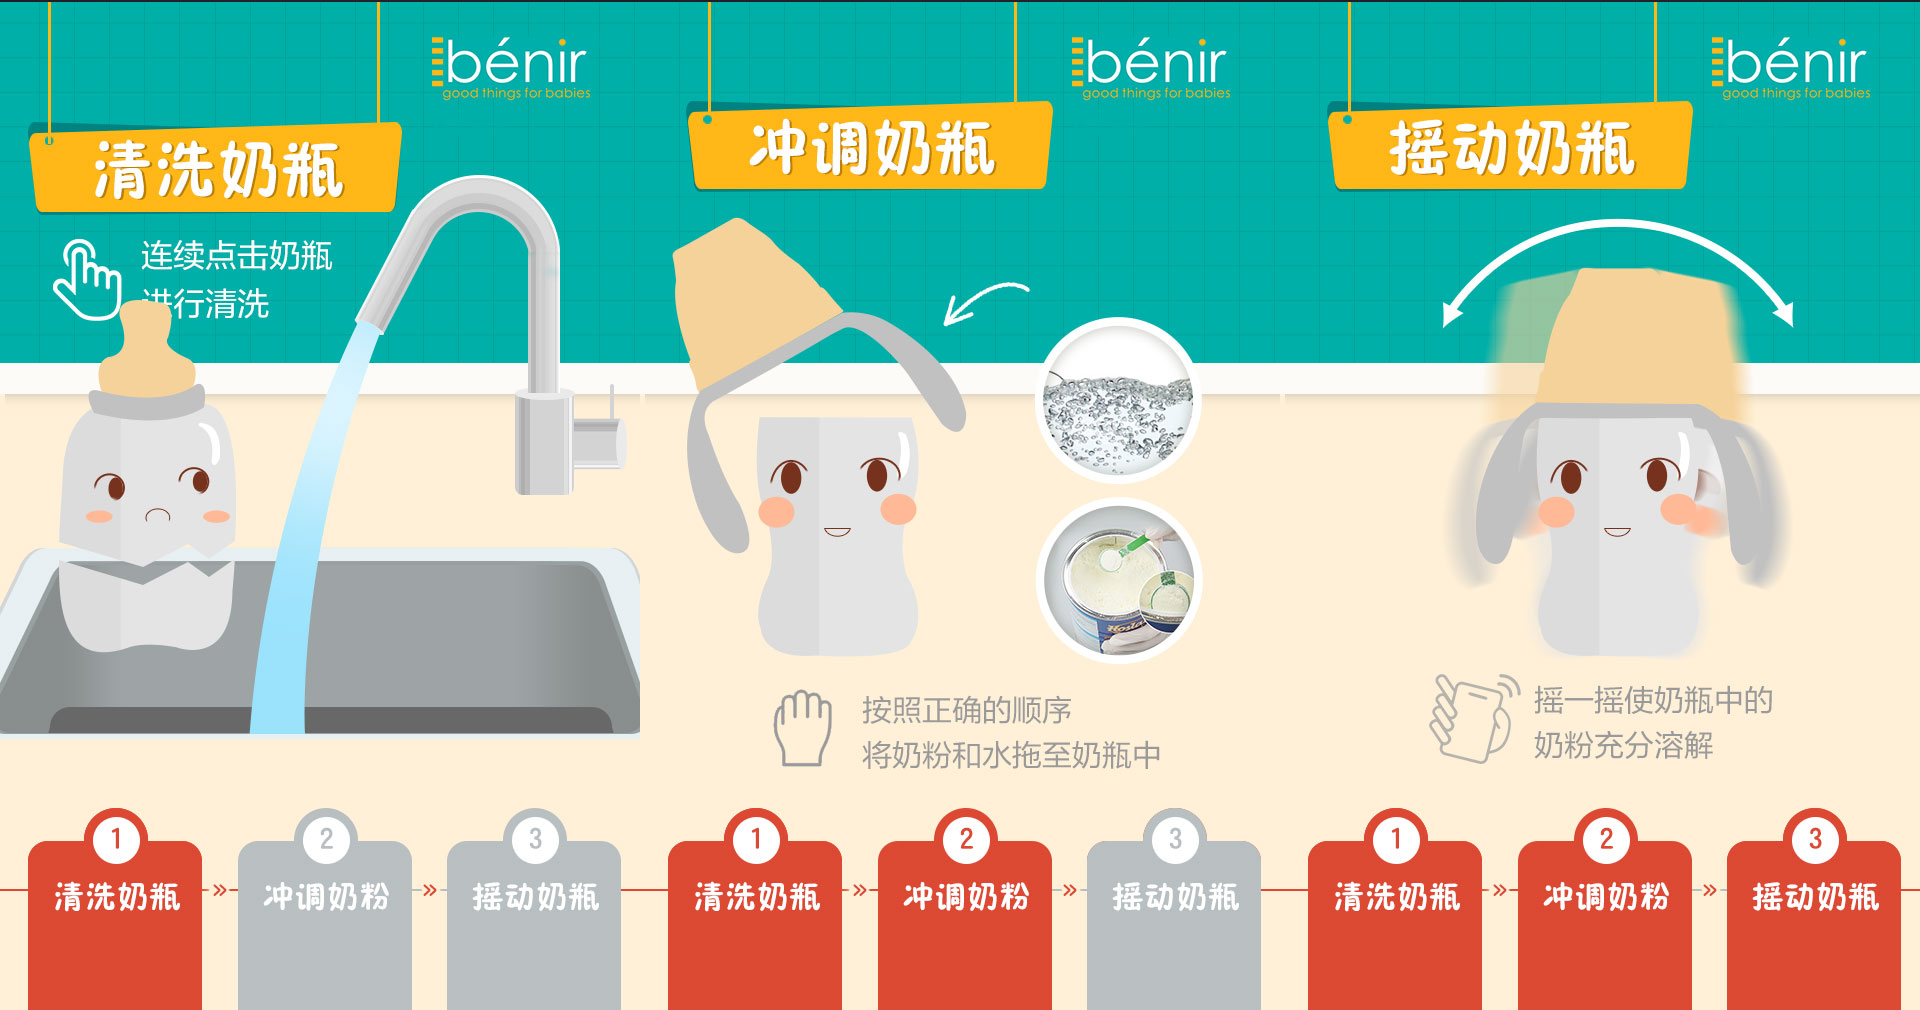 bénir
good things for babies
清洗奶瓶
连续点击奶瓶
进行清洗
1
清洗奶瓶
»
2
冲调奶粉
»
3
摇动奶瓶
bénir
good things for babies
冲调奶瓶
按照正确的顺序
将奶粉和水拖至奶瓶中
1
清洗奶瓶
»
2
冲调奶粉
»
3
摇动奶瓶
bénir
good things for babies
摇动奶瓶
摇一摇使奶瓶中的
奶粉充分溶解
1
清洗奶瓶
»
2
冲调奶粉
»
3
摇动奶瓶